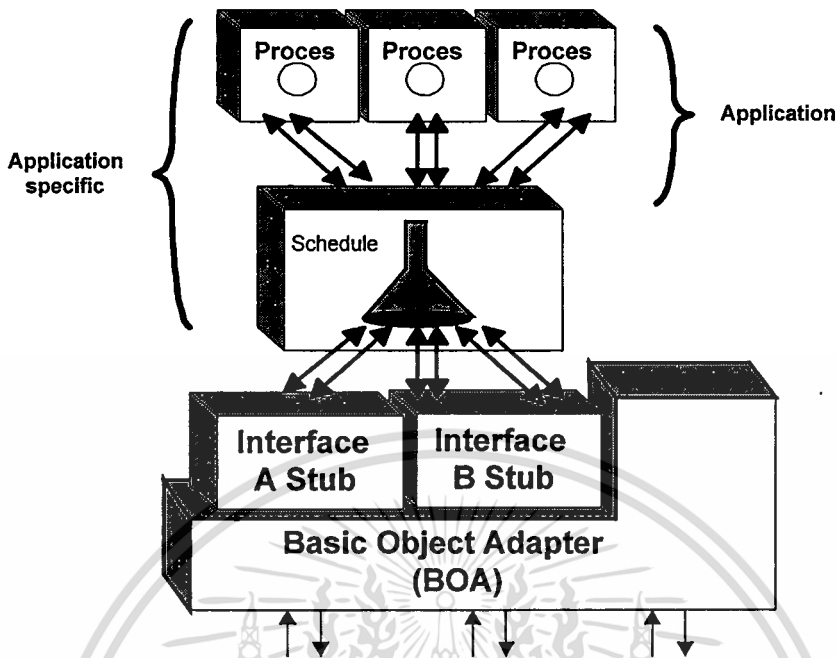 Proces
Proces
Proces
Application
Application
specific
Schedule
Interface
A Stub
Interface
B Stub
Basic Object Adapter
(BOA)